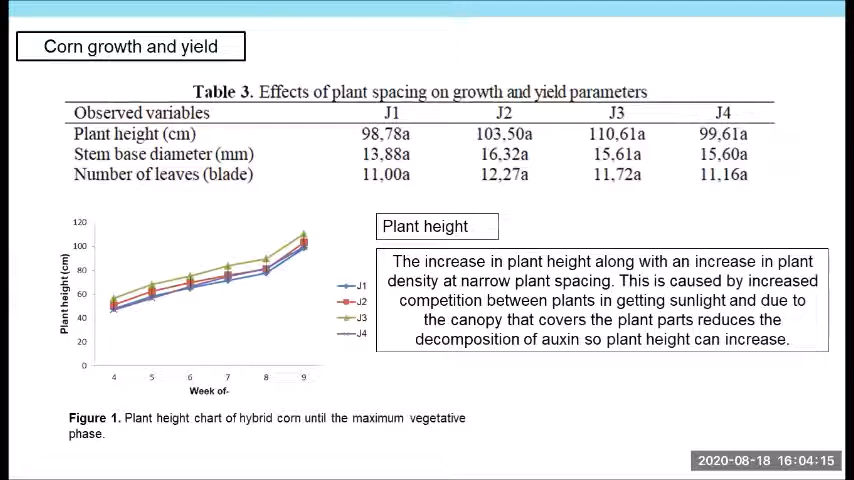 Corn growth and yield
Table 3. Effects of plant spacing on growth and yield parameters
Observed variables J1 J2 J3 J4
Plant height (cm) 98,78a 103,50a 110,61a 99,61a
Stem base diameter (mm) 13,88a 16,32a 15,61a 15,60a
Number of leaves (blade) 11,00a 12,27a 11,72a 11,16a
Plant height
The increase in plant height along with an increase in plant
density at narrow plant spacing. This is caused by increased
competition between plants in getting sunlight and due to
the canopy that covers the plant parts reduces the
decomposition of auxin so plant height can increase.
Plant height (cm)
120
100
80
60
40
20
0
4 5 6 7 8 9
Week of-
J1
J2
J3
J4
Figure 1. Plant height chart of hybrid corn until the maximum vegetative
phase.
2020-08-18 16:04:15